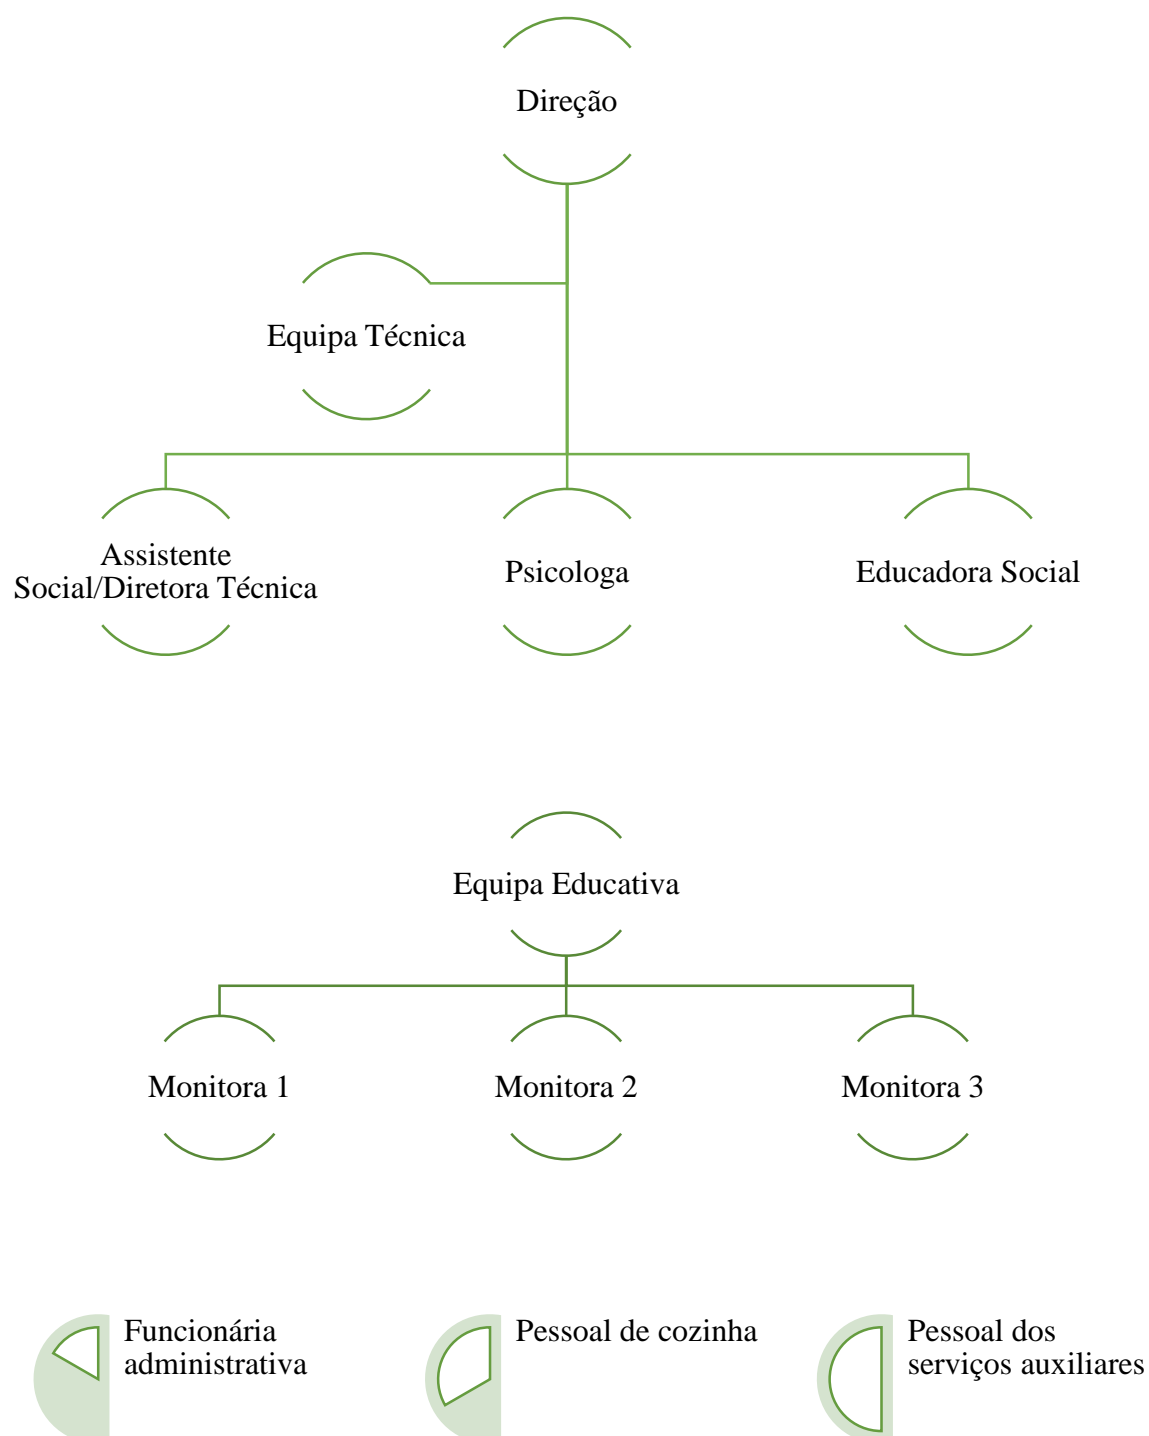 Direção
Equipa Técnica
Assistente
Social/Diretora Técnica
Psicologa
Educadora Social
Equipa Educativa
Monitora 1
Monitora 2
Monitora 3
Funcionária
administrativa
Pessoal de cozinha
Pessoal dos
serviços auxiliares